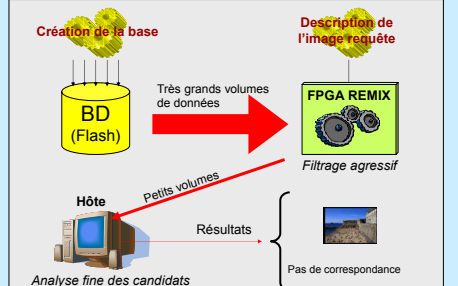 Création de la base
Description de
l'image requête
BD
(Flash)
Très grands volumes
de données
FPGA REMIX
Filtrage agressif
Petits volumes
Hôte
Résultats
Analyse fine des candidats
Pas de correspondance